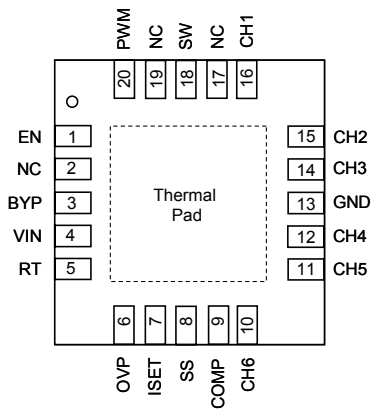 PWM NC SW NC CH1
20 19 18 17 16
EN 1 15 CH2
NC 2 14 CH3
BYP 3 Thermal Pad 13 GND
VIN 4 12 CH4
RT 5 11 CH5
6 7 8 9 10
OVP ISET SS COMP CH6